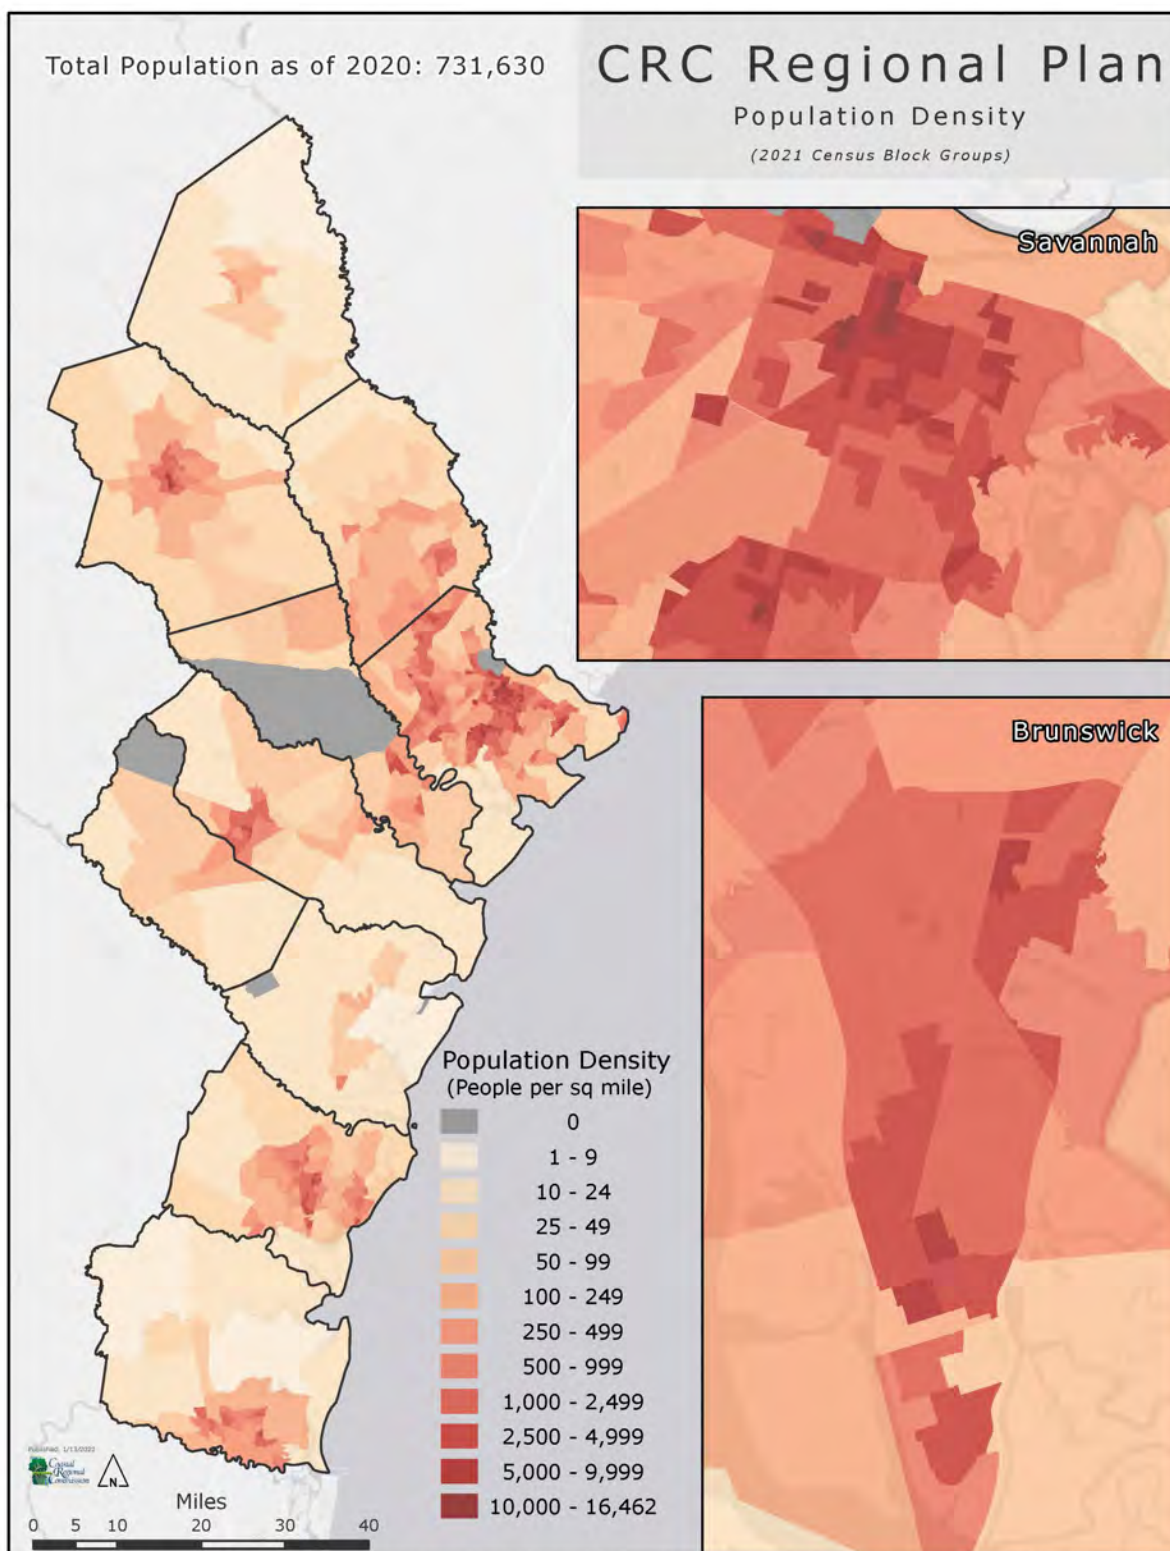 Total Population as of 2020: 731,630
CRC Regional Plan
Population Density
(2021 Census Block Groups)
Savannah
Brunswick
Population Density
(People per sq mile)
0
1 - 9
10 - 24
25 - 49
50 - 99
100 - 249
250 - 499
500 - 999
1,000 - 2,499
2,500 - 4,999
5,000 - 9,999
10,000 - 16,462
Coastal
Regional
Commission
N
Miles
0 5 10 20 30 40